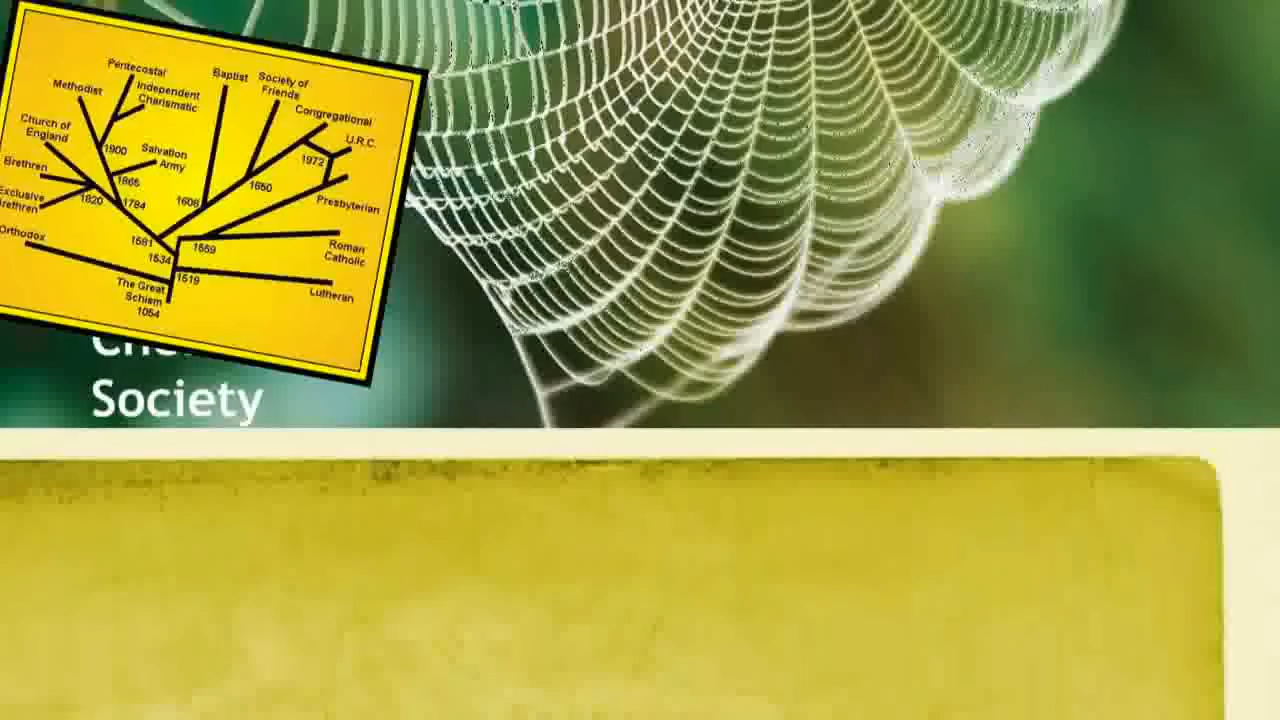 Pentecostal
Methodist
Independent
Charismatic
Baptist
Society of
Friends
Congregational
U.R.C.
Church of
England
1900
Salvation
Army
1972
Brethren
1865
1650
Exclusive
Brethren
1820
1784
1608
Presbyterian
Orthodox
1581
1559
Roman
Catholic
1534
The Great
Schism
1054
1519
Lutheran
Society